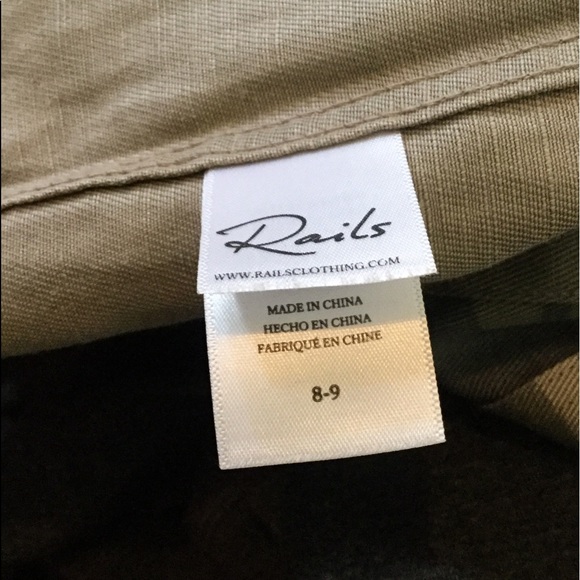 Rails
WWW.RAILSCLOTHING.COM
MADE IN CHINA
HECHO EN CHINA
FABRIQUÉ EN CHINE
8-9